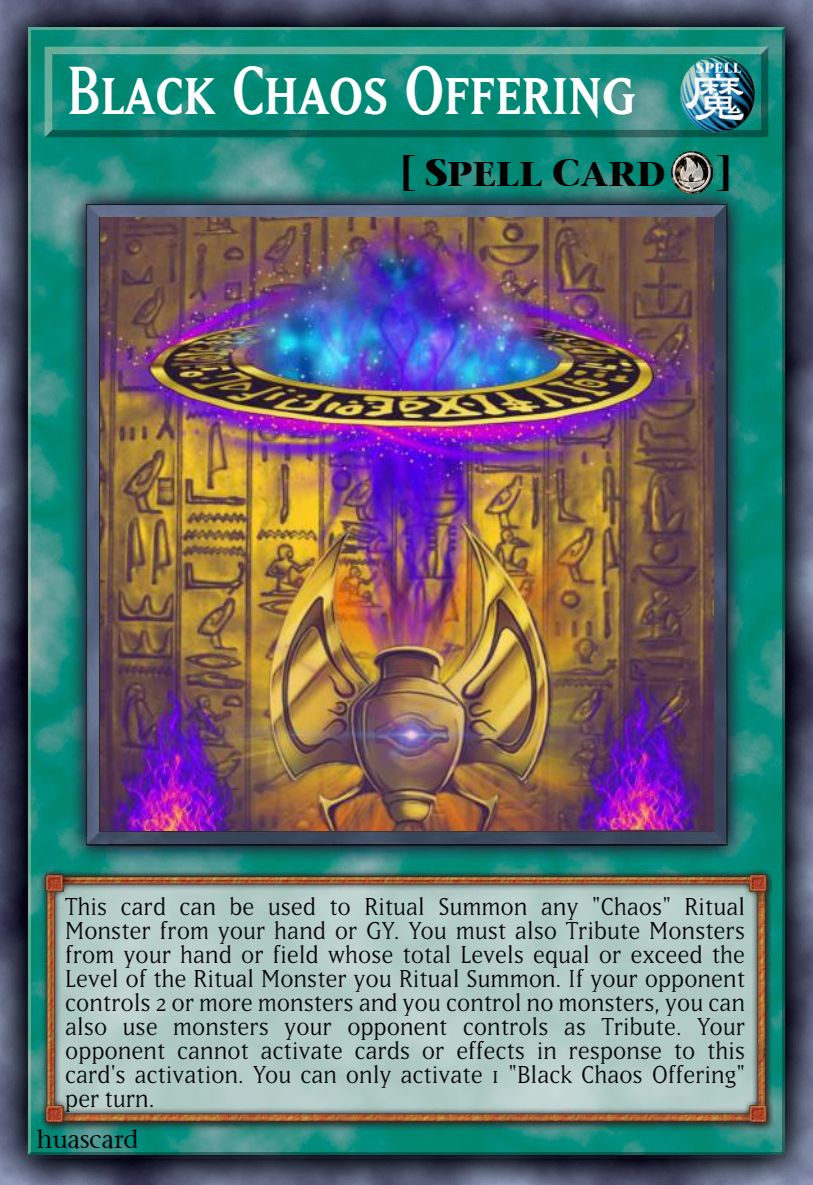 Black Chaos Offering
SPELL
魔
[ Spell Card ]
This card can be used to Ritual Summon any "Chaos" Ritual
Monster from your hand or GY. You must also Tribute Monsters
from your hand or field whose total Levels equal or exceed the
Level of the Ritual Monster you Ritual Summon. If your opponent
controls 2 or more monsters and you control no monsters, you can
also use monsters your opponent controls as Tribute. Your
opponent cannot activate cards or effects in response to this
card's activation. You can only activate 1 "Black Chaos Offering"
per turn.
huascard